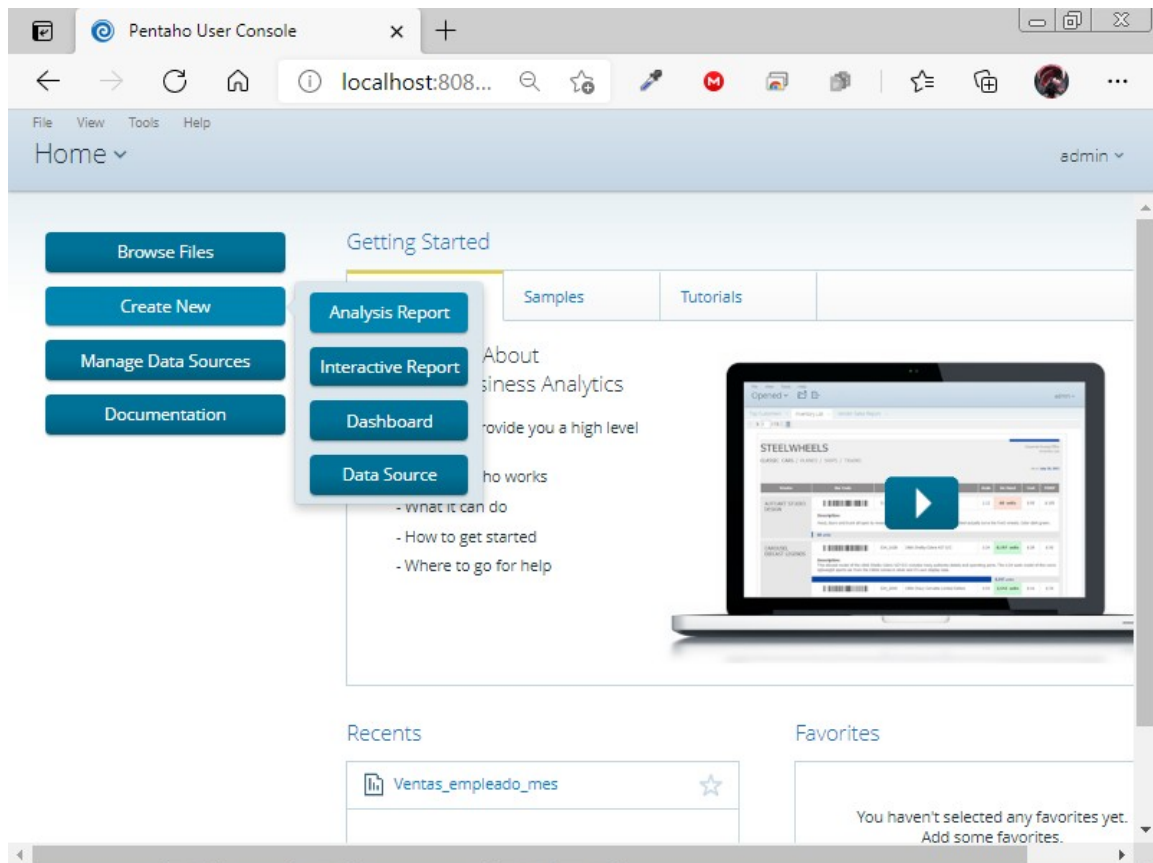 Pentaho User Console
localhost:808...
File View Tools Help
Home
admin
Browse Files
Create New
Manage Data Sources
Documentation
Analysis Report
Interactive Report
Dashboard
Data Source
Getting Started
Samples
Tutorials
About
siness Analytics
rovide you a high level
ho works
- What it can do
- How to get started
- Where to go for help
Opened
admin
STEELWHEELS
Recents
Ventas_empleado_mes
Favorites
You haven't selected any favorites yet.
Add some favorites.